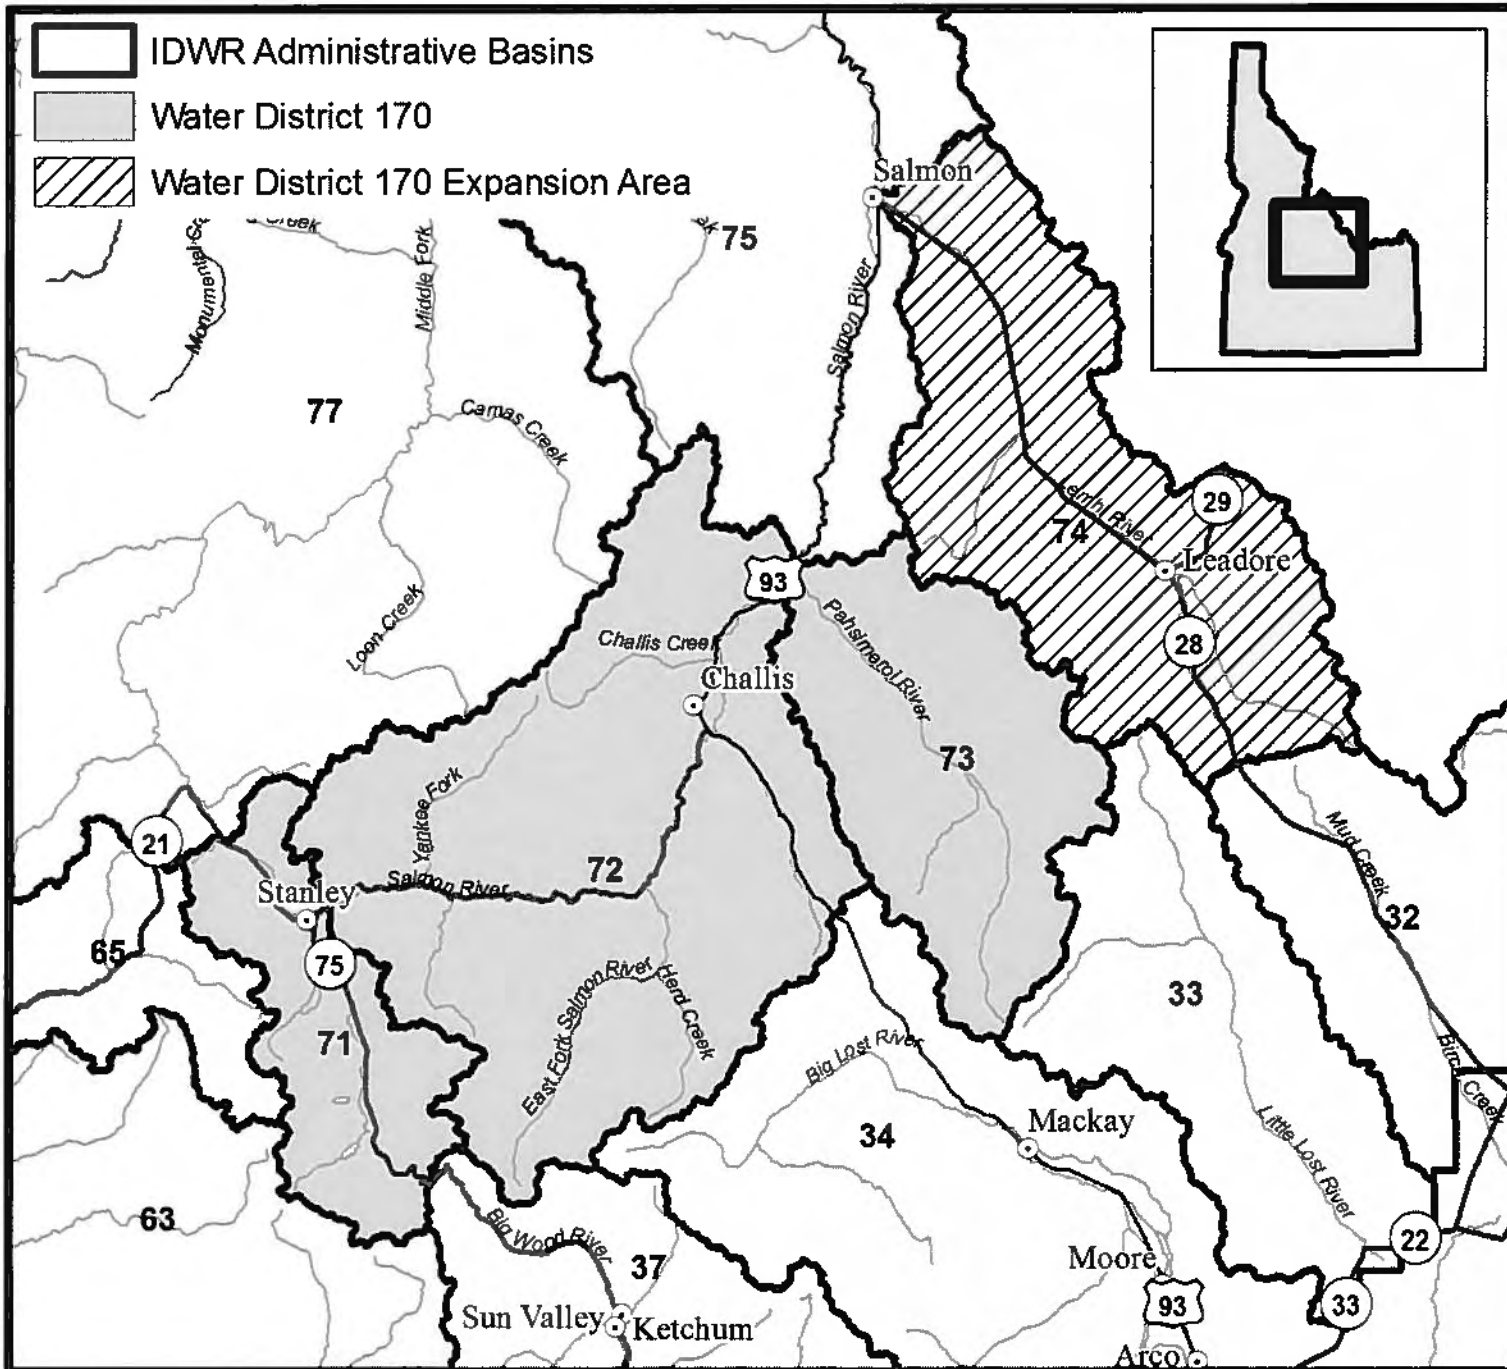 IDWR Administrative Basins
Water District 170
Water District 170 Expansion Area
Salmon
Creek
Middle Fork
75
Salmon River
77
Camas Creek
29
Lemhi River
74
Leadore
93
Loon Creek
Challis Creek
Pahsimeroi River
28
Challis
73
Yankee Fork
21
72
Mud Creek
Stanley
Salmon River
32
65
75
East Fork Salmon River
Herd Creek
33
71
Big Lost River
Birch Creek
Mackay
34
Little Lost River
63
Big Wood River
37
22
Moore
Sun Valley
Ketchum
93
33
Arco